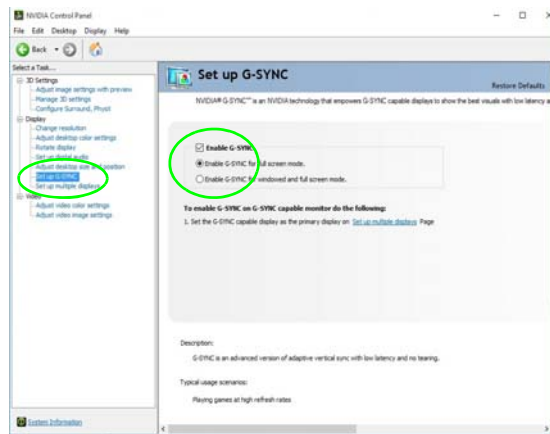 NVIDIA Control Panel
File Edit Desktop Display Help
Back
Select a Task...
3D Settings
Adjust image settings with preview
Manage 3D settings
Configure Surround, PhysX
Display
Change resolution
Adjust desktop color settings
Rotate display
Set up digital audio
Adjust desktop size and position
Set up G-SYNC
Set up multiple displays
Video
Adjust video color settings
Adjust video image settings
System Information
Set up G-SYNC
Restore Defaults
NVIDIA® G-SYNC™ is an NVIDIA technology that empowers G-SYNC capable displays to show the best visuals with low latency a
Enable G-SYNC
Enable G-SYNC for full screen mode.
Enable G-SYNC for windowed and full screen mode.
To enable G-SYNC on G-SYNC capable monitor do the following:
1. Set the G-SYNC capable display as the primary display on Set up multiple displays Page
Description:
G-SYNC is an advanced version of adaptive vertical sync with low latency and no tearing.
Typical usage scenarios:
Playing games at high refresh rates